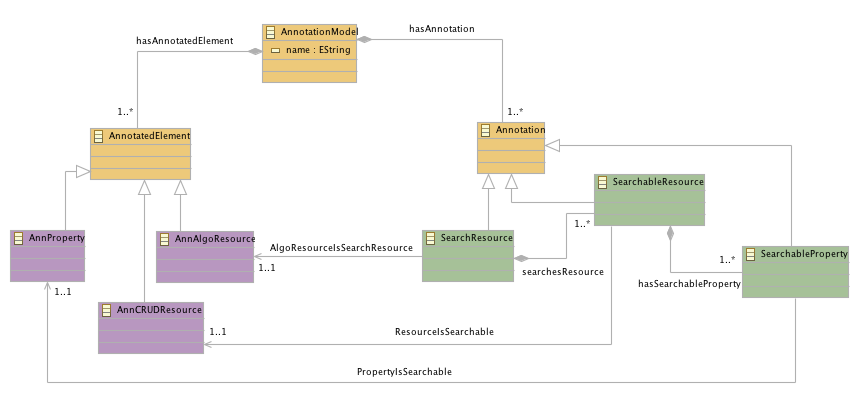 AnnotationModel
name : EString
hasAnnotatedElement
hasAnnotation
1..*
1..*
AnnotatedElement
Annotation
SearchableResource
1..*
AnnProperty
AnnAlgoResource
SearchResource
AlgoResourceIsSearchResource
1..1
searchesResource
SearchableProperty
1..*
hasSearchableProperty
1..1
AnnCRUDResource
1..1
ResourceIsSearchable
PropertyIsSearchable